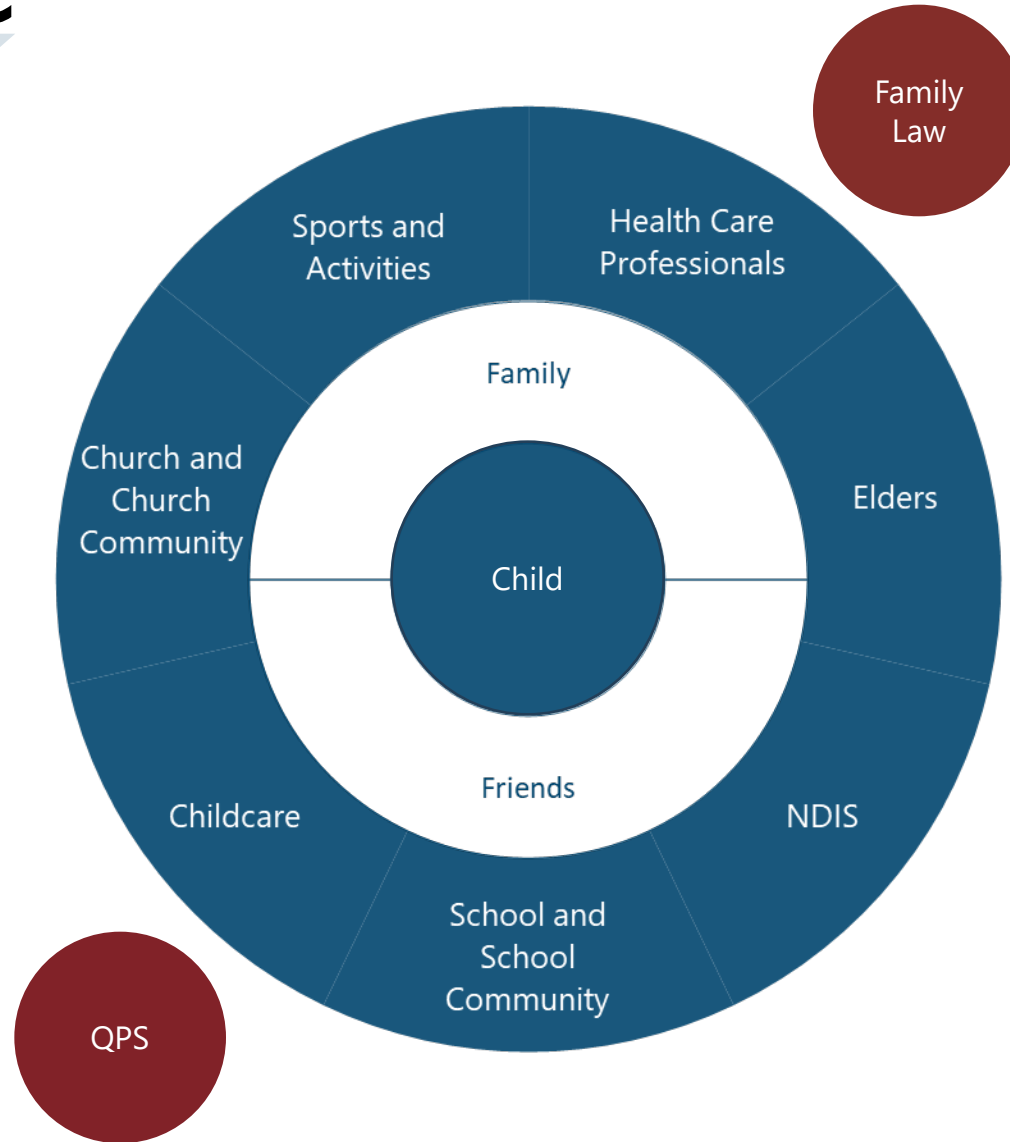 Family
Law
Sports and
Activities
Health Care
Professionals
Family
Church and
Church
Community
Elders
Child
Friends
Childcare
NDIS
School and
School
Community
QPS